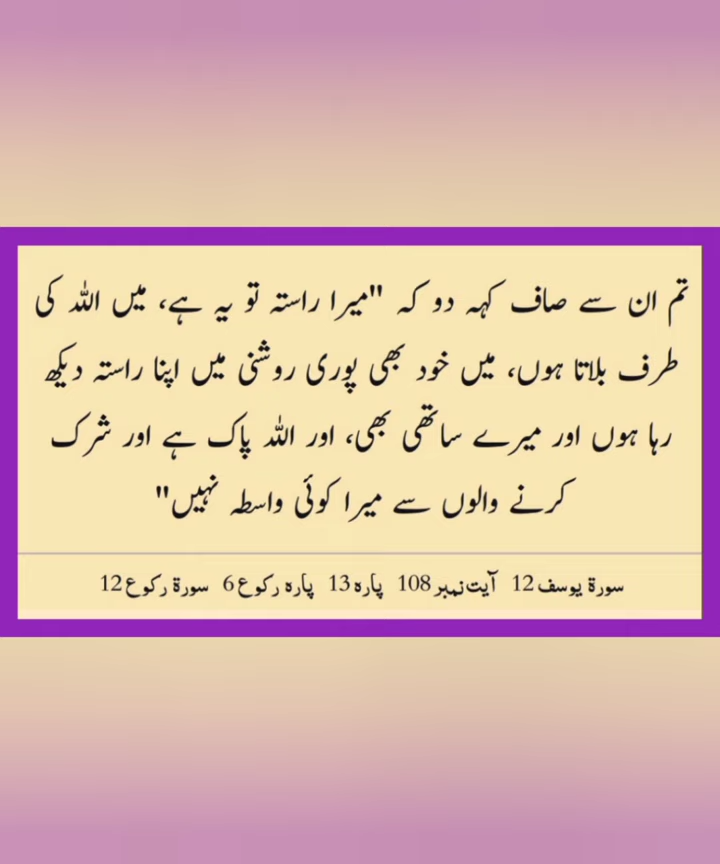 تم ان سے صاف کہہ دو کہ "میرا راستہ تو یہ ہے، میں اللہ کی
طرف بلاتا ہوں، میں خود بھی پوری روشنی میں اپنا راستہ دیکھ
رہا ہوں اور میرے ساتھی بھی، اور اللہ پاک ہے اور شرک
کرنے والوں سے میرا کوئی واسطہ نہیں"
سورۃ یوسف 12 آیت نمبر 108 پارہ 13 پارہ رکوع 6 سورۃ رکوع 12